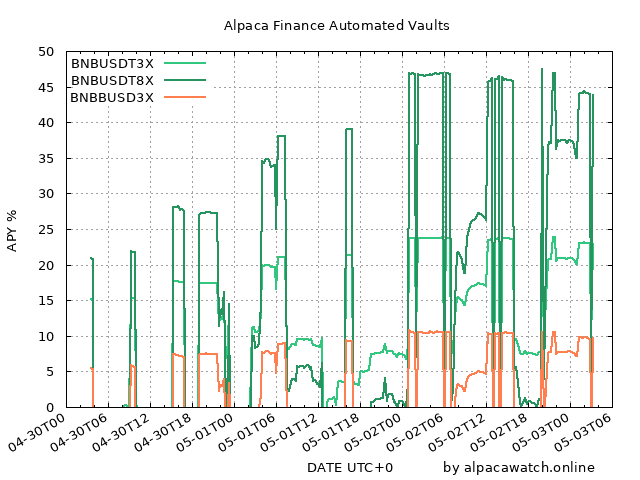 Alpaca Finance Automated Vaults
BNBUSDT3X
BNBUSDT8X
BNBBUSD3X
APY %
50
45
40
35
30
25
20
15
10
5
0
04-30T00
04-30T06
04-30T12
04-30T18
05-01T00
05-01T06
05-01T12
05-01T18
05-02T00
05-02T06
05-02T12
05-02T18
05-03T00
05-03T06
DATE UTC+0
by alpacawatch.online